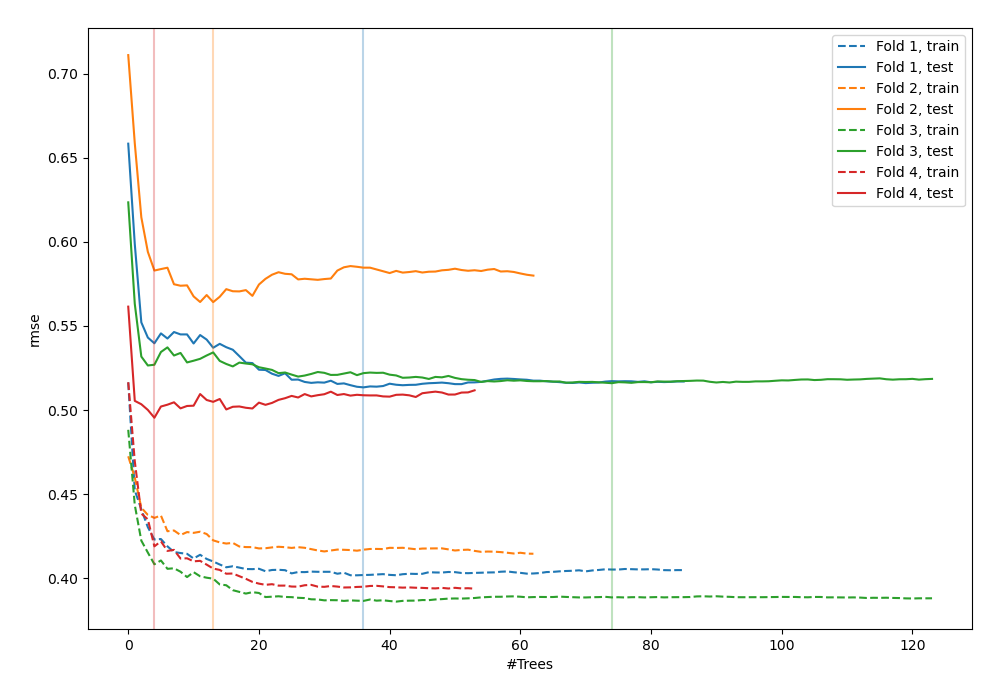 0.70
0.65
0.60
0.55
0.50
0.45
0.40
rmse
0 20 40 60 80 100 120
#Trees
Fold 1, train
Fold 1, test
Fold 2, train
Fold 2, test
Fold 3, train
Fold 3, test
Fold 4, train
Fold 4, test